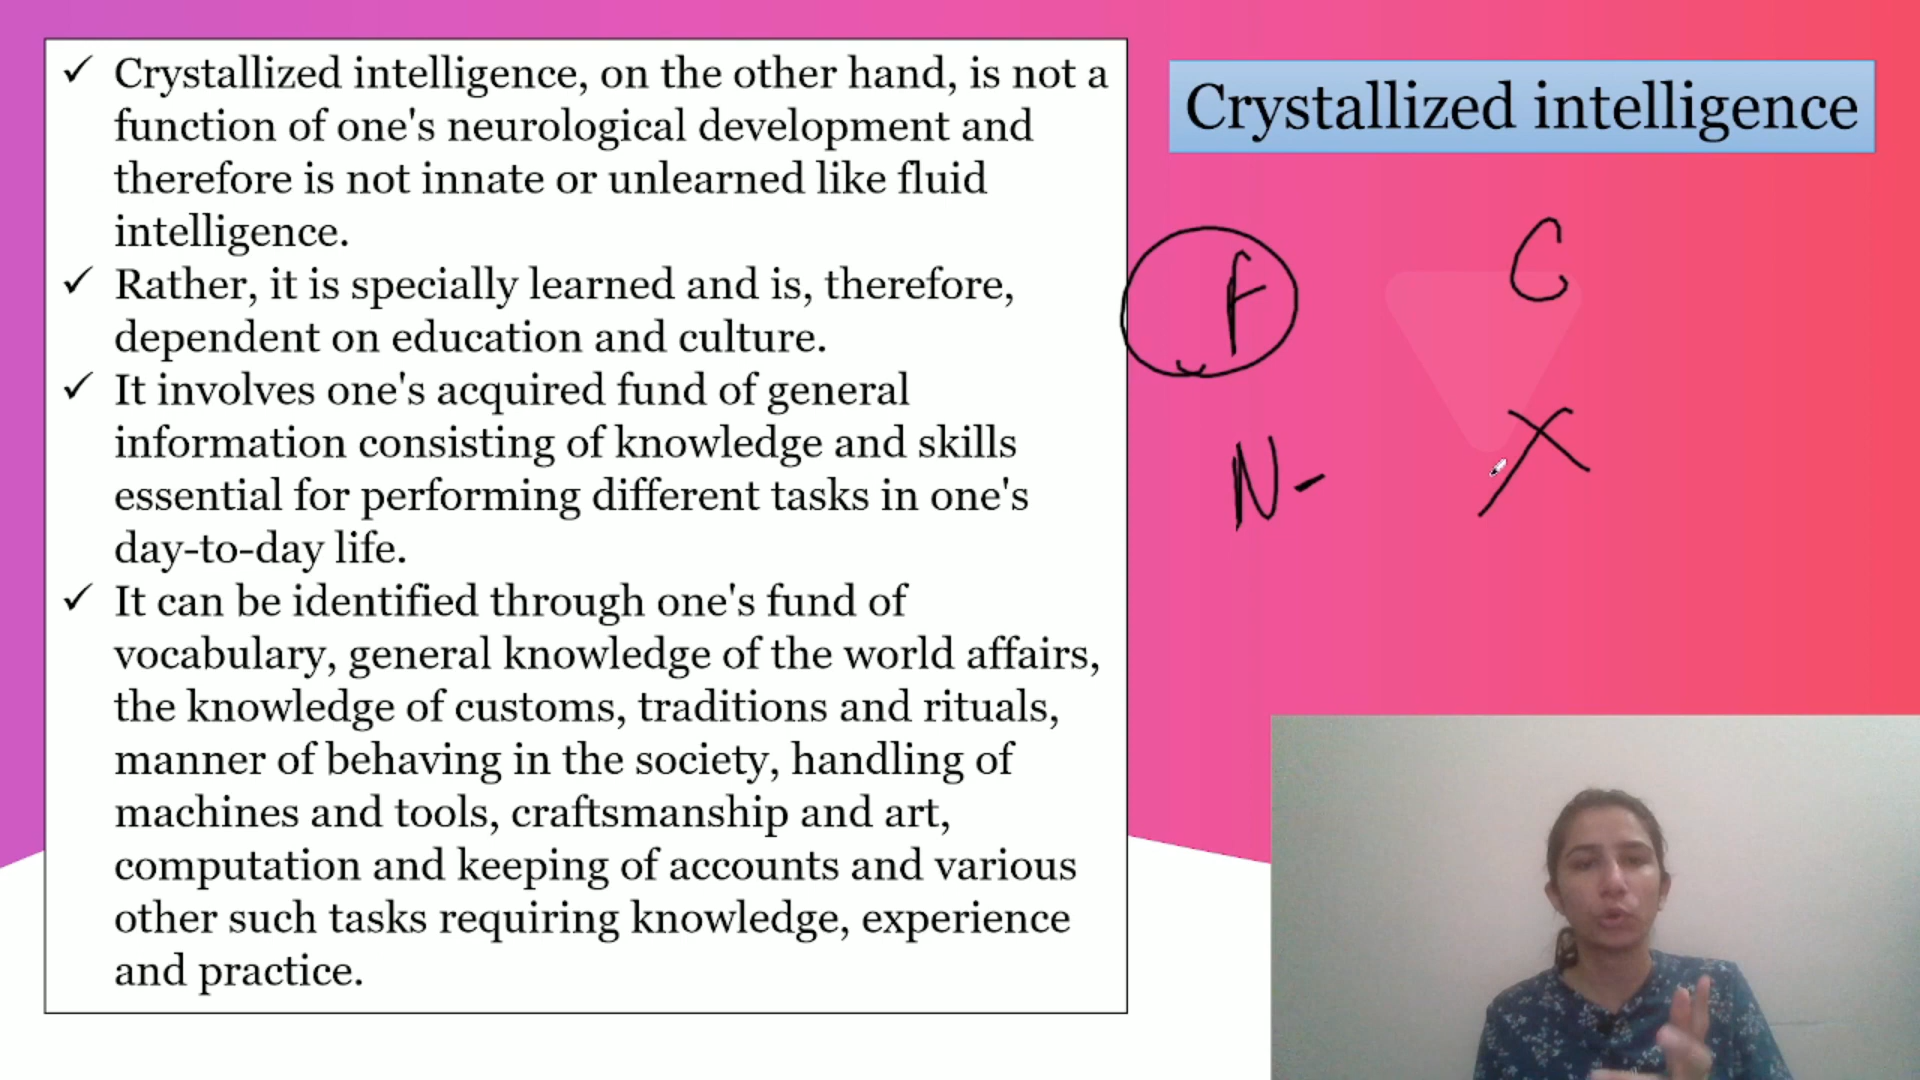 ✓ Crystallized intelligence, on the other hand, is not a
function of one's neurological development and
therefore is not innate or unlearned like fluid
intelligence.
✓ Rather, it is specially learned and is, therefore,
dependent on education and culture.
✓ It involves one's acquired fund of general
information consisting of knowledge and skills
essential for performing different tasks in one's
day-to-day life.
✓ It can be identified through one's fund of
vocabulary, general knowledge of the world affairs,
the knowledge of customs, traditions and rituals,
manner of behaving in the society, handling of
machines and tools, craftsmanship and art,
computation and keeping of accounts and various
other such tasks requiring knowledge, experience
and practice.
Crystallized intelligence
F C
N- X